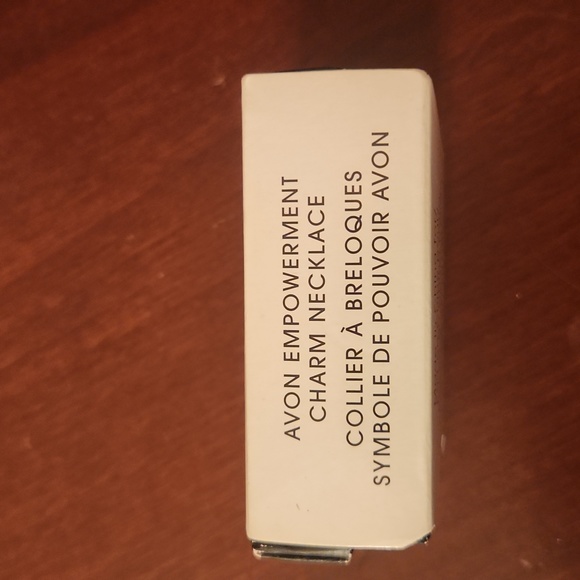 AVON EMPOWERMENT
CHARM NECKLACE
COLLIER À BRELOQUES
SYMBOLE DE POUVOIR AVON